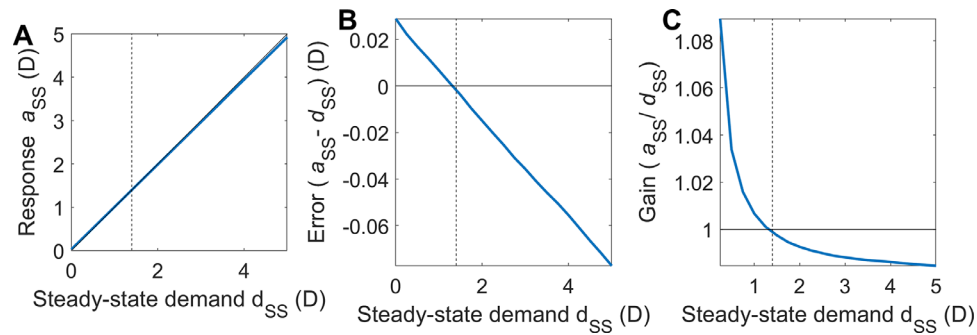 A
Response a_SS (D)
5
4
3
2
1
0
0 2 4
Steady-state demand d_SS (D)
B
Error ( a_SS - d_SS) (D)
0.02
0
-0.02
-0.04
-0.06
0 2 4
Steady-state demand d_SS (D)
C
Gain ( a_SS/ d_SS)
1.08
1.06
1.04
1.02
1
1 2 3 4 5
Steady-state demand d_SS (D)